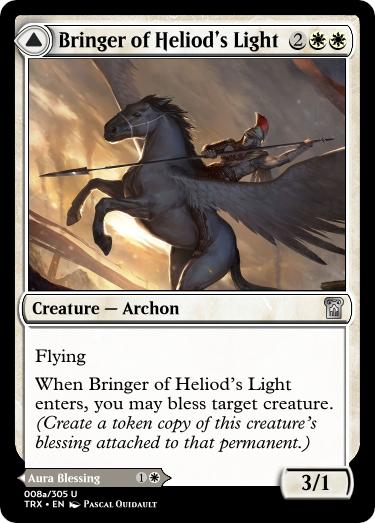 Bringer of Heliod's Light 2
Creature — Archon
Flying
When Bringer of Heliod's Light
enters, you may bless target creature.
(Create a token copy of this creature's
blessing attached to that permanent.)
Aura Blessing 1
3/1
008a/305 U
TRX • EN Pascal Quidault